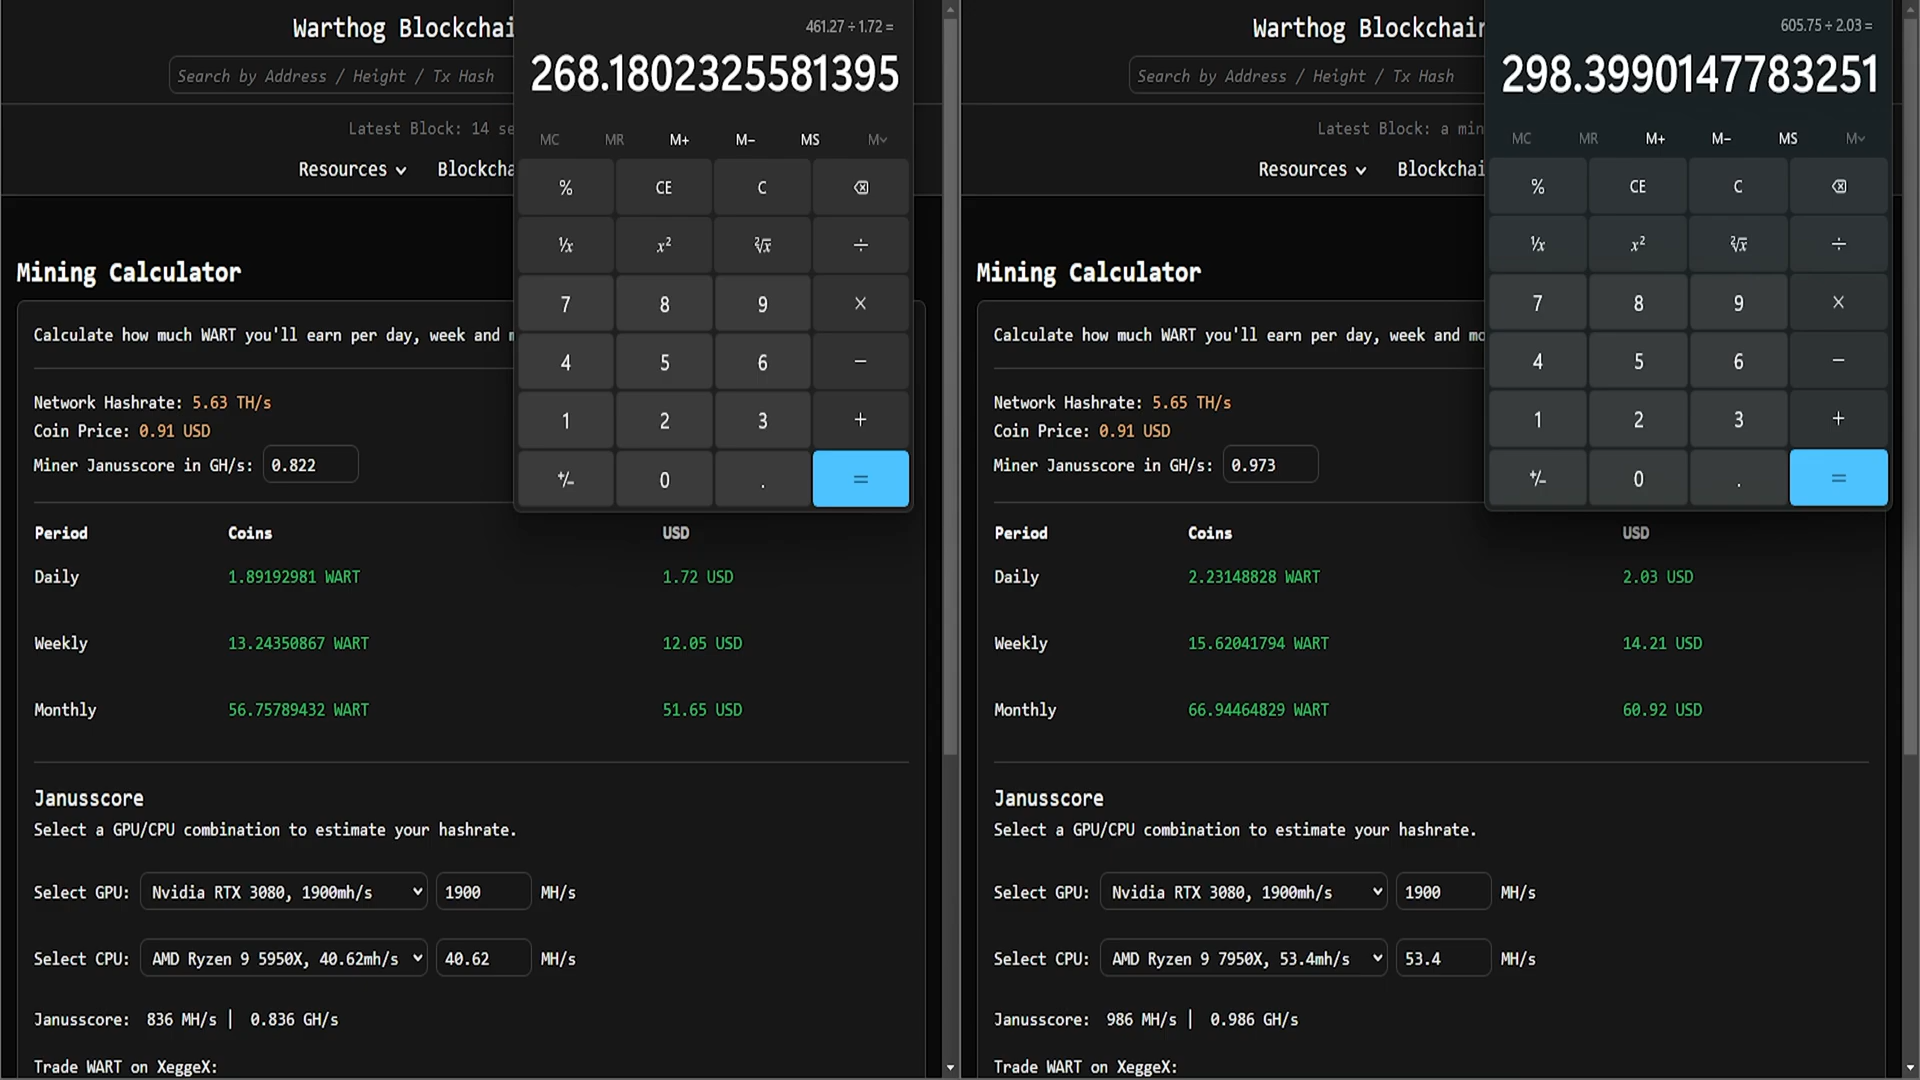 Warthog Blockchai
461.27 ÷ 1.72 =
268.1802325581395
Search by Address / Height / Tx Hash
Latest Block: 14 se
MC MR M+ M− MS M˅
Resources Blockcha
% CE C
⅟x x² ²√x ÷
Mining Calculator
7 8 9 ×
Calculate how much WART you'll earn per day, week and m
4 5 6 −
Network Hashrate: 5.63 TH/s
1 2 3 +
Coin Price: 0.91 USD
Miner Janusscore in GH/s: 0.822
+/− 0 . =
Period Coins USD
Daily 1.89192981 WART 1.72 USD
Weekly 13.24350867 WART 12.05 USD
Monthly 56.75789432 WART 51.65 USD
Janusscore
Select a GPU/CPU combination to estimate your hashrate.
Select GPU: Nvidia RTX 3080, 1900mh/s 1900 MH/s
Select CPU: AMD Ryzen 9 5950X, 40.62mh/s 40.62 MH/s
Janusscore: 836 MH/s | 0.836 GH/s
Trade WART on XeggeX:
Warthog Blockchain
605.75 ÷ 2.03 =
298.3990147783251
Search by Address / Height / Tx Hash
Latest Block: a min
MC MR M+ M− MS M˅
Resources Blockchai
% CE C
⅟x x² ²√x ÷
Mining Calculator
7 8 9 ×
Calculate how much WART you'll earn per day, week and mo
4 5 6 −
Network Hashrate: 5.65 TH/s
1 2 3 +
Coin Price: 0.91 USD
Miner Janusscore in GH/s: 0.973
+/− 0 . =
Period Coins USD
Daily 2.23148828 WART 2.03 USD
Weekly 15.62041794 WART 14.21 USD
Monthly 66.94464829 WART 60.92 USD
Janusscore
Select a GPU/CPU combination to estimate your hashrate.
Select GPU: Nvidia RTX 3080, 1900mh/s 1900 MH/s
Select CPU: AMD Ryzen 9 7950X, 53.4mh/s 53.4 MH/s
Janusscore: 986 MH/s | 0.986 GH/s
Trade WART on XeggeX: